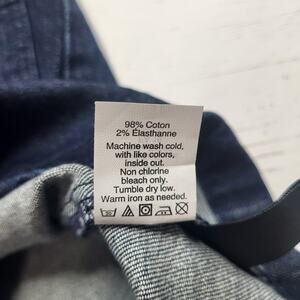 98% Coton
2% Élasthanne
Machine wash cold,
with like colors,
inside out.
Non chlorine
bleach only.
Tumble dry low.
Warm iron as needed.